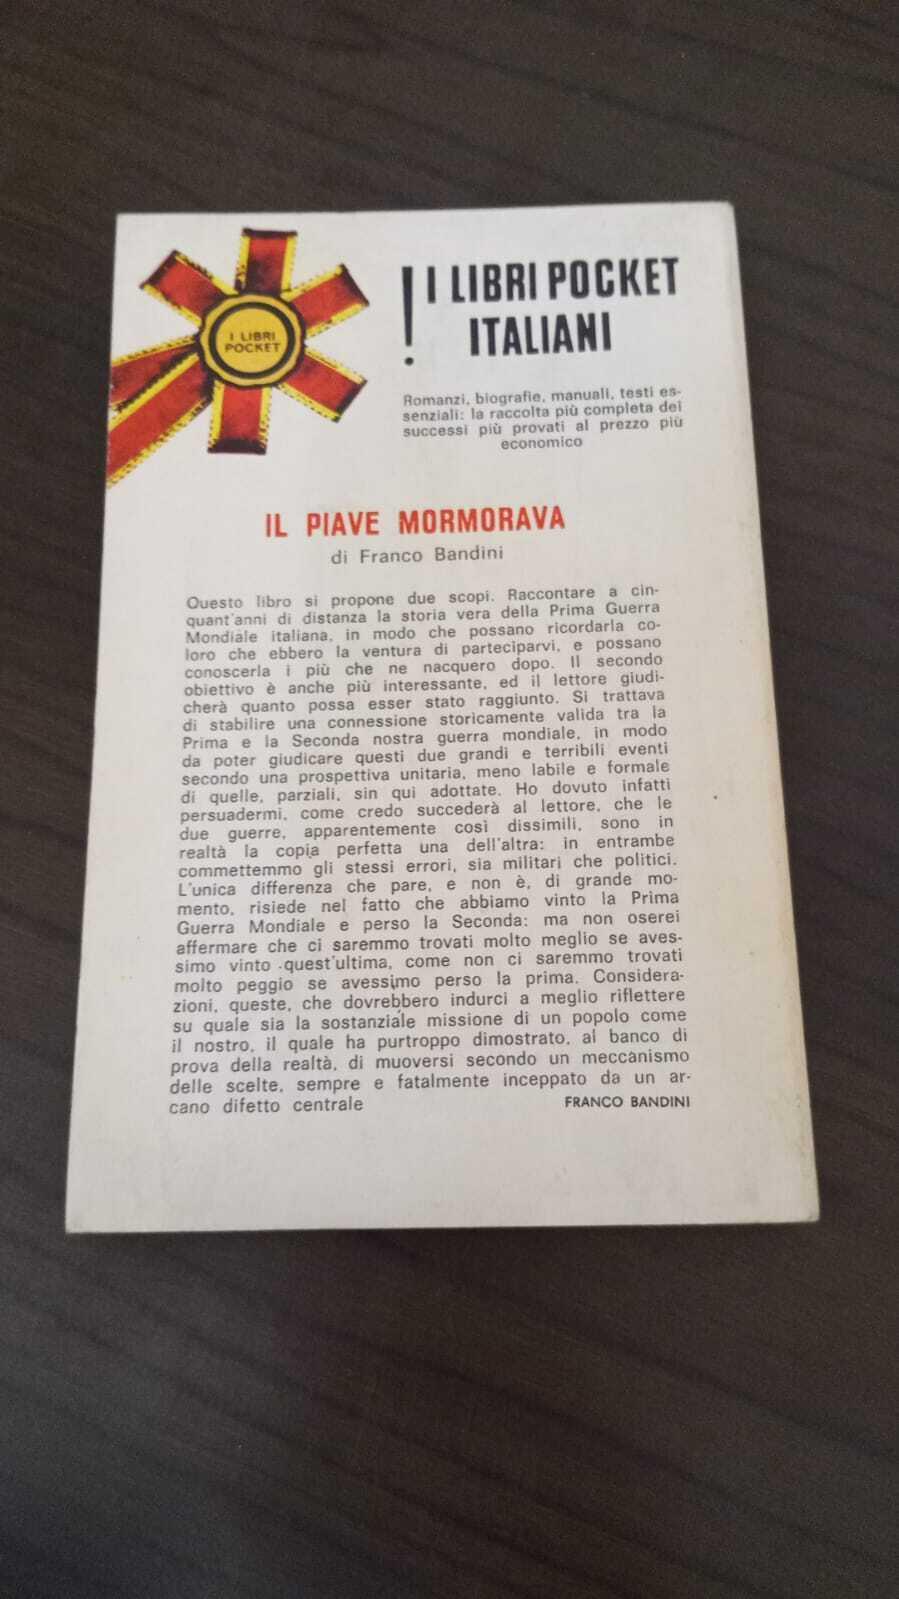 I LIBRI
POCKET
! I LIBRI POCKET
ITALIANI
Romanzi, biografie, manuali, testi es-
senziali: la raccolta più completa dei
successi più provati al prezzo più
economico
IL PIAVE MORMORAVA
di Franco Bandini
Questo libro si propone due scopi. Raccontare a cin-
quant'anni di distanza la storia vera della Prima Guerra
Mondiale italiana, in modo che possano ricordarla co-
loro che ebbero la ventura di parteciparvi, e possano
conoscerla i più che ne nacquero dopo. Il secondo
obiettivo è anche più interessante, ed il lettore giudi-
cherà quanto possa esser stato raggiunto. Si trattava
di stabilire una connessione storicamente valida tra la
Prima e la Seconda nostra guerra mondiale, in modo
da poter giudicare questi due grandi e terribili eventi
secondo una prospettiva unitaria, meno labile e formale
di quelle, parziali, sin qui adottate. Ho dovuto infatti
persuadermi, come credo succederà al lettore, che le
due guerre, apparentemente così dissimili, sono in
realtà la copia perfetta una dell'altra: in entrambe
commettemmo gli stessi errori, sia militari che politici.
L'unica differenza che pare, e non è, di grande mo-
mento, risiede nel fatto che abbiamo vinto la Prima
Guerra Mondiale e perso la Seconda: ma non oserei
affermare che ci saremmo trovati molto meglio se aves-
simo vinto quest'ultima, come non ci saremmo trovati
molto peggio se avessimo perso la prima. Considera-
zioni, queste, che dovrebbero indurci a meglio riflettere
su quale sia la sostanziale missione di un popolo come
il nostro, il quale ha purtroppo dimostrato, al banco di
prova della realtà, di muoversi secondo un meccanismo
delle scelte, sempre e fatalmente inceppato da un ar-
cano difetto centrale FRANCO BANDINI